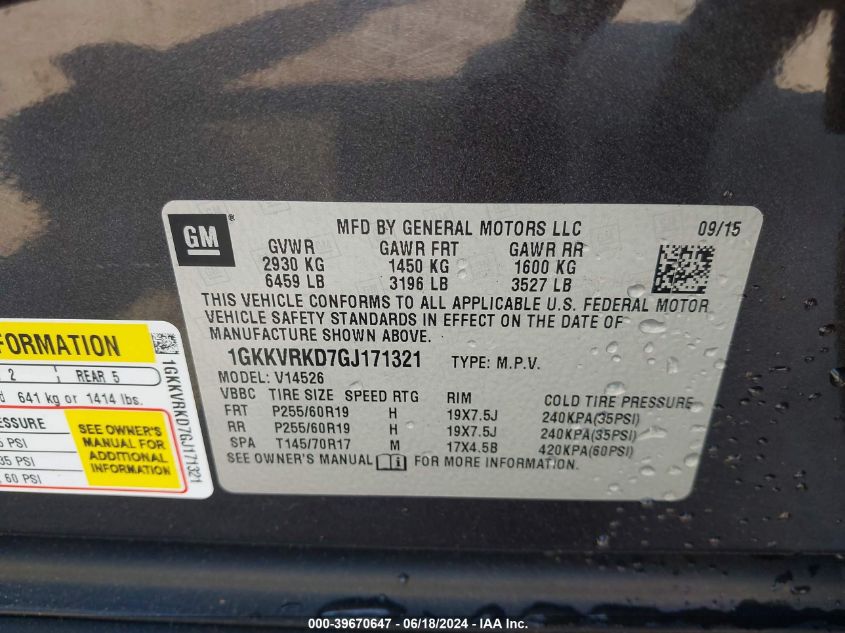 GM ® MFD BY GENERAL MOTORS LLC 09/15
GVWR GAWR FRT GAWR RR
2930 KG 1450 KG 1600 KG
6459 LB 3196 LB 3527 LB
THIS VEHICLE CONFORMS TO ALL APPLICABLE U.S. FEDERAL MOTOR
VEHICLE SAFETY STANDARDS IN EFFECT ON THE DATE OF
MANUFACTURE SHOWN ABOVE.
1GKKVRKD7GJ171321 TYPE: M.P.V.
MODEL: V14526
VBBC TIRE SIZE SPEED RTG RIM COLD TIRE PRESSURE
FRT P255/60R19 H 19X7.5J 240KPA(35PSI)
RR P255/60R19 H 19X7.5J 240KPA(35PSI)
SPA T145/70R17 M 17X4.5B 420KPA(60PSI)
SEE OWNER'S MANUAL FOR MORE INFORMATION.
FORMATION
2 REAR 5
641 kg or 1414 lbs.
SEE OWNER'S
MANUAL FOR
ADDITIONAL
INFORMATION
PSI
35 PSI
60 PSI
1GKKVRKD7GJ171321
000-39670647 - 06/18/2024 - IAAI.COM